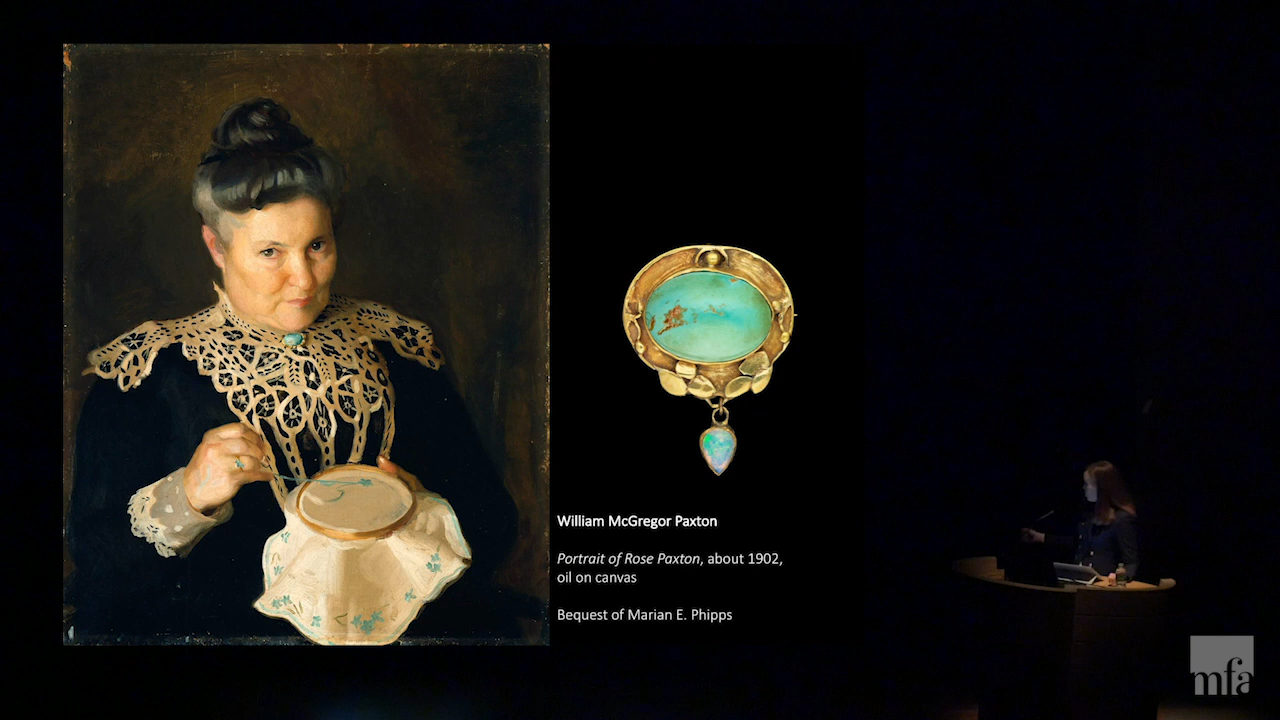 William McGregor Paxton
Portrait of Rose Paxton, about 1902,
oil on canvas
Bequest of Marian E. Phipps
mfa